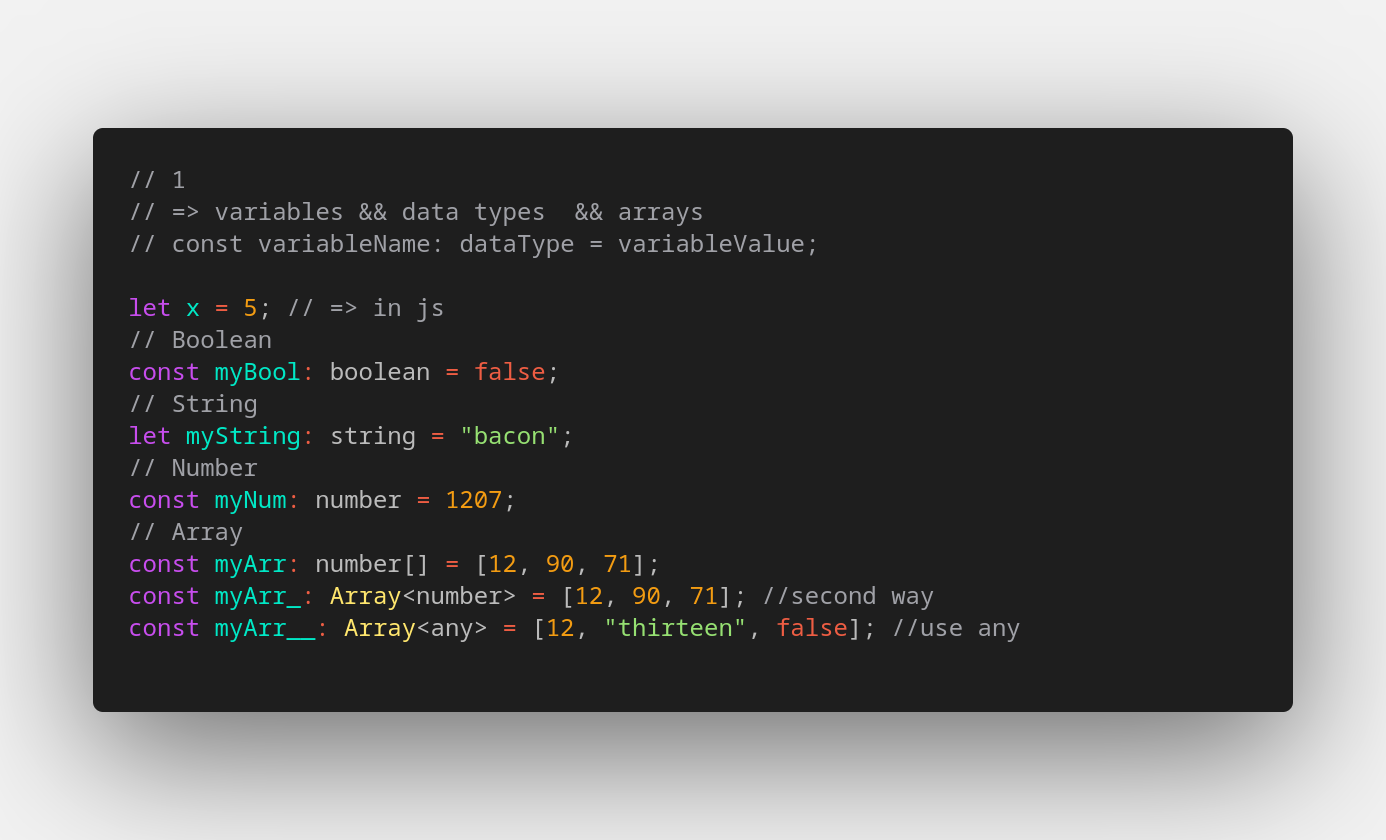 // 1
// => variables && data types  && arrays
// const variableName: dataType = variableValue;
let x = 5; // => in js
// Boolean
const myBool: boolean = false;
// String
let myString: string = "bacon";
// Number
const myNum: number = 1207;
// Array
const myArr: number[] = [12, 90, 71];
const myArr_: Array<number> = [12, 90, 71]; //second way
const myArr__: Array<any> = [12, "thirteen", false]; //use any